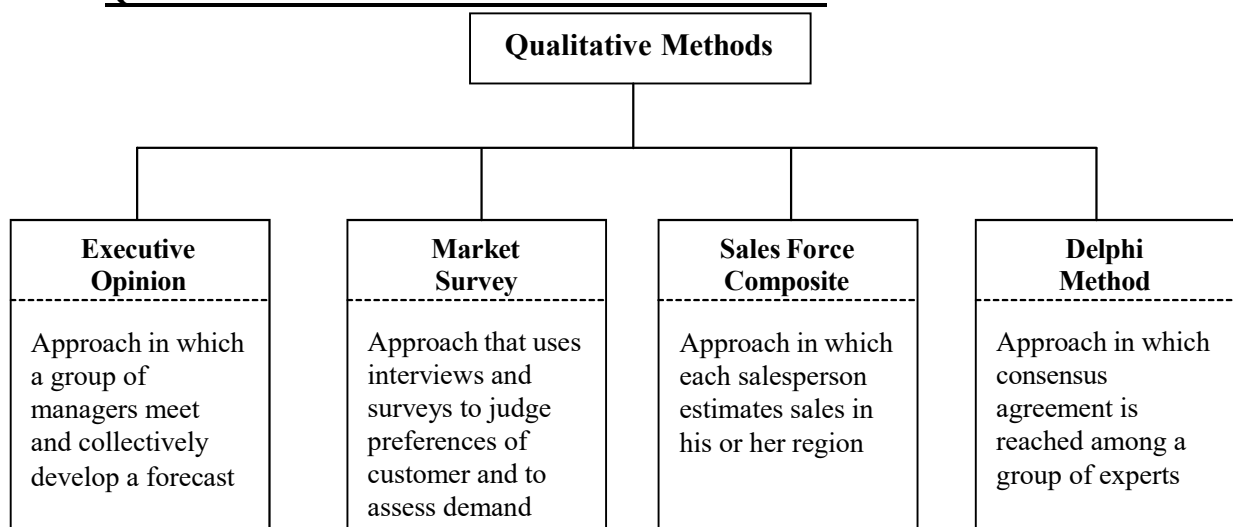 Qualitative Methods
Executive
Opinion
Approach in which
a group of
managers meet
and collectively
develop a forecast
Market
Survey
Approach that uses
interviews and
surveys to judge
preferences of
customer and to
assess demand
Sales Force
Composite
Approach in which
each salesperson
estimates sales in
his or her region
Delphi
Method
Approach in which
consensus
agreement is
reached among a
group of experts